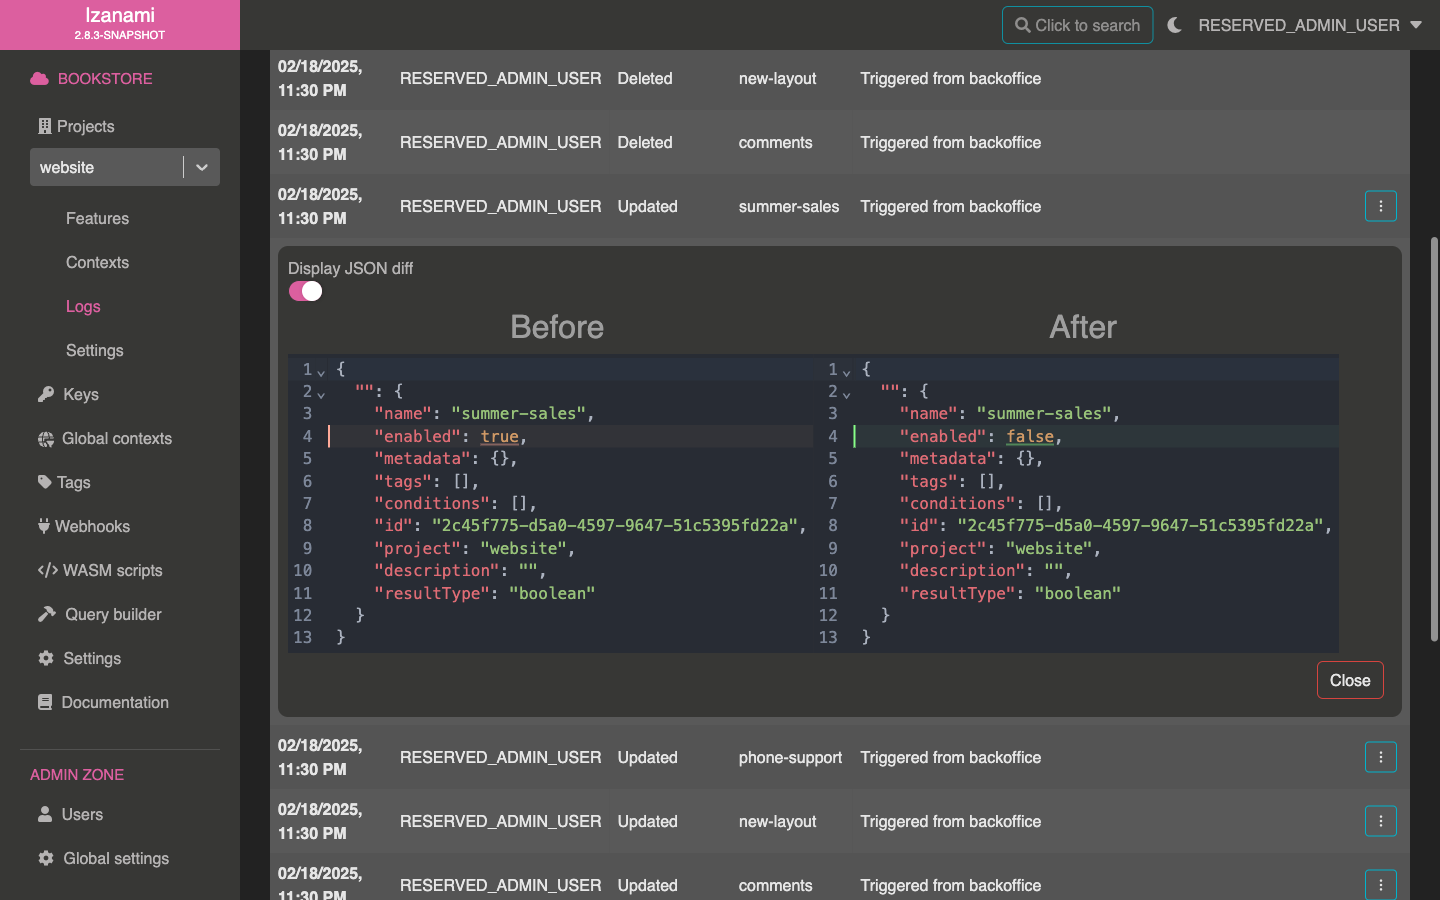 Izanami
2.8.3-SNAPSHOT
Click to search
RESERVED_ADMIN_USER
BOOKSTORE
Projects
website
Features
Contexts
Logs
Settings
Keys
Global contexts
Tags
Webhooks
WASM scripts
Query builder
Settings
Documentation
ADMIN ZONE
Users
Global settings
02/18/2025, 11:30 PM RESERVED_ADMIN_USER Deleted new-layout Triggered from backoffice
02/18/2025, 11:30 PM RESERVED_ADMIN_USER Deleted comments Triggered from backoffice
02/18/2025, 11:30 PM RESERVED_ADMIN_USER Updated summer-sales Triggered from backoffice
Display JSON diff
Before
1 {
2 "": {
3 "name": "summer-sales",
4 "enabled": true,
5 "metadata": {},
6 "tags": [],
7 "conditions": [],
8 "id": "2c45f775-d5a0-4597-9647-51c5395fd22a",
9 "project": "website",
10 "description": "",
11 "resultType": "boolean"
12 }
13 }
After
1 {
2 "": {
3 "name": "summer-sales",
4 "enabled": false,
5 "metadata": {},
6 "tags": [],
7 "conditions": [],
8 "id": "2c45f775-d5a0-4597-9647-51c5395fd22a",
9 "project": "website",
10 "description": "",
11 "resultType": "boolean"
12 }
13 }
Close
02/18/2025, 11:30 PM RESERVED_ADMIN_USER Updated phone-support Triggered from backoffice
02/18/2025, 11:30 PM RESERVED_ADMIN_USER Updated new-layout Triggered from backoffice
02/18/2025, 11:30 PM RESERVED_ADMIN_USER Updated comments Triggered from backoffice